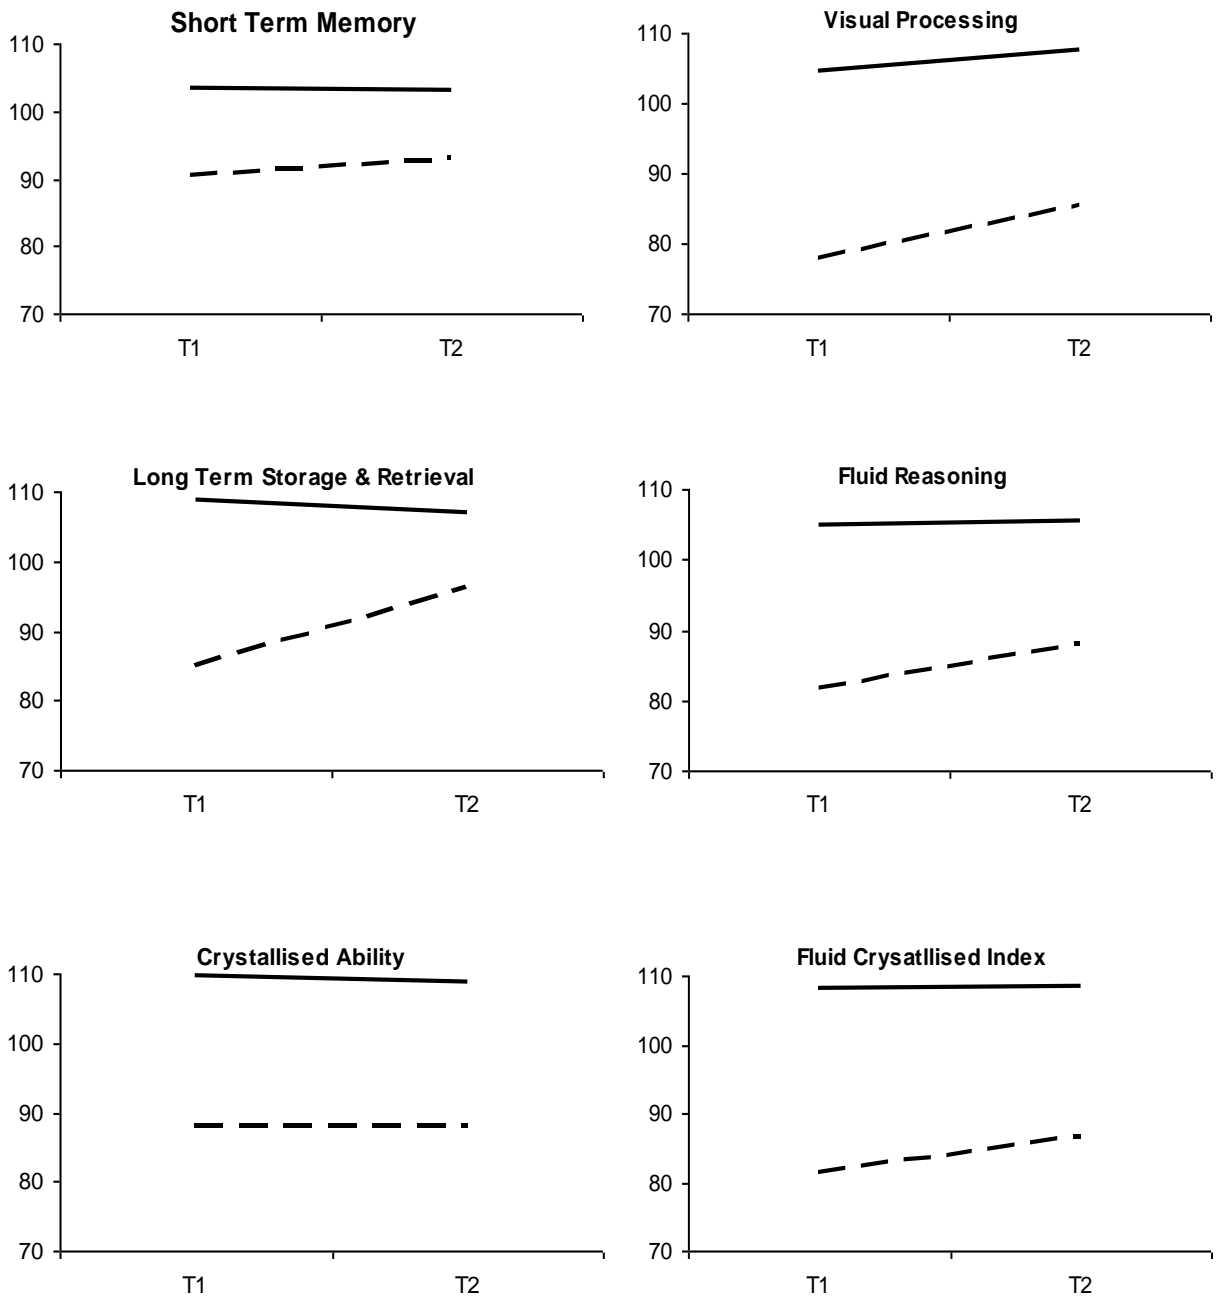 Short Term Memory
110
100
90
80
70
T1 T2
Visual Processing
110
100
90
80
70
T1 T2
Long Term Storage & Retrieval
110
100
90
80
70
T1 T2
Fluid Reasoning
110
100
90
80
70
T1 T2
Crystallised Ability
110
100
90
80
70
T1 T2
Fluid Crysatllised Index
110
100
90
80
70
T1 T2